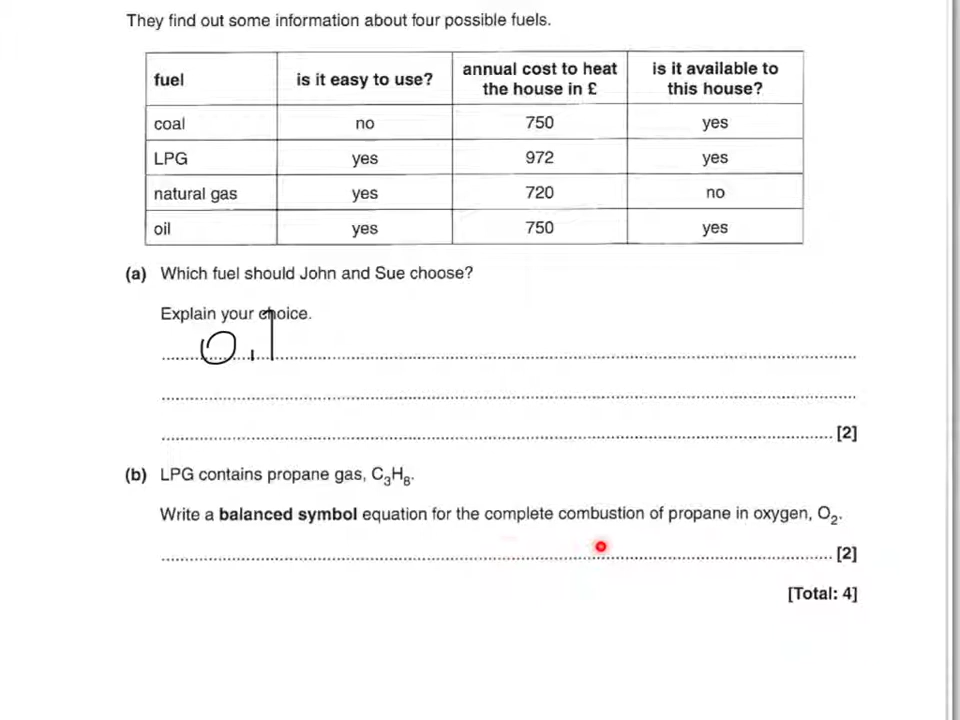 They find out some information about four possible fuels.
fuel is it easy to use? annual cost to heat the house in £ is it available to this house?
coal no 750 yes
LPG yes 972 yes
natural gas yes 720 no
oil yes 750 yes
(a) Which fuel should John and Sue choose?
Explain your choice.
oil
[2]
(b) LPG contains propane gas, C₃H₈.
Write a balanced symbol equation for the complete combustion of propane in oxygen, O₂.
[2]
[Total: 4]